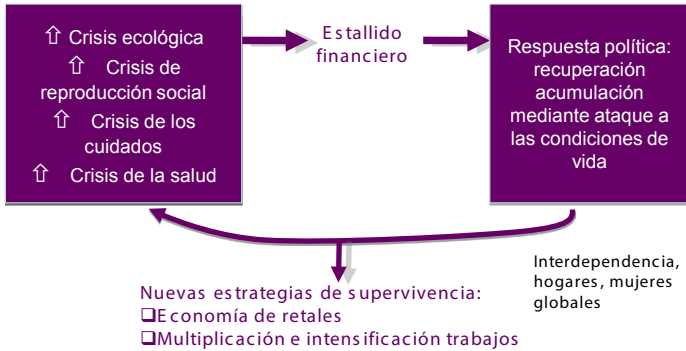 ⇧ Crisis ecológica
⇧ Crisis de
reproducción social
⇧ Crisis de los
cuidados
⇧ Crisis de la salud
Estallido
financiero
Respuesta política:
recuperación
acumulación
mediante ataque a
las condiciones de
vida
Interdependencia,
hogares, mujeres
globales
Nuevas estrategias de supervivencia:
❑Economía de retales
❑Multiplicación e intensificación trabajos